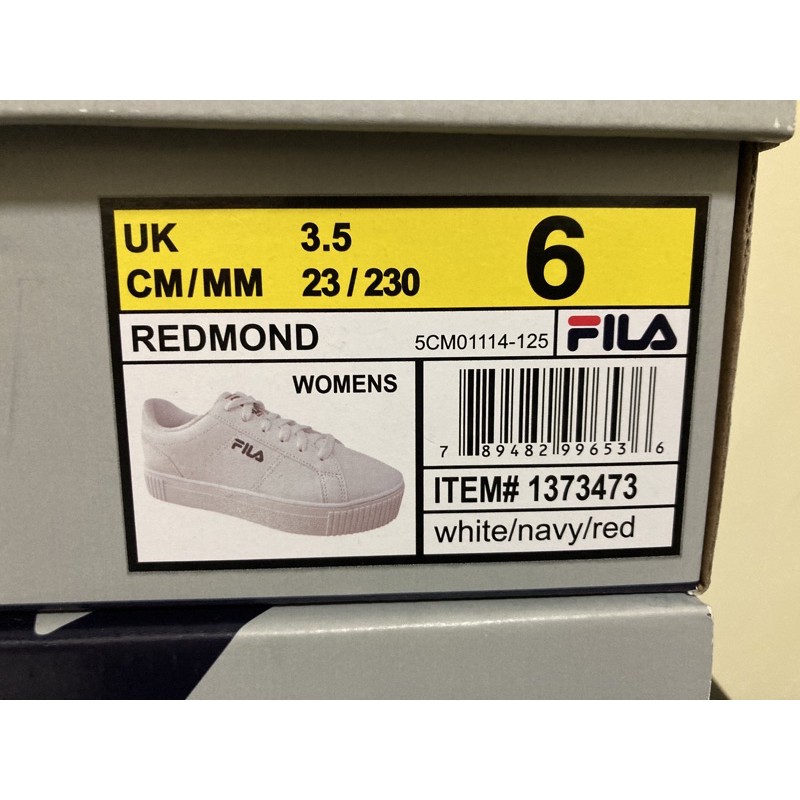 UK 3.5 6
CM/MM 23 / 230
REDMOND 5CM01114-125 FILA
WOMENS
FILA
7 89482 99653 6
ITEM# 1373473
white/navy/red